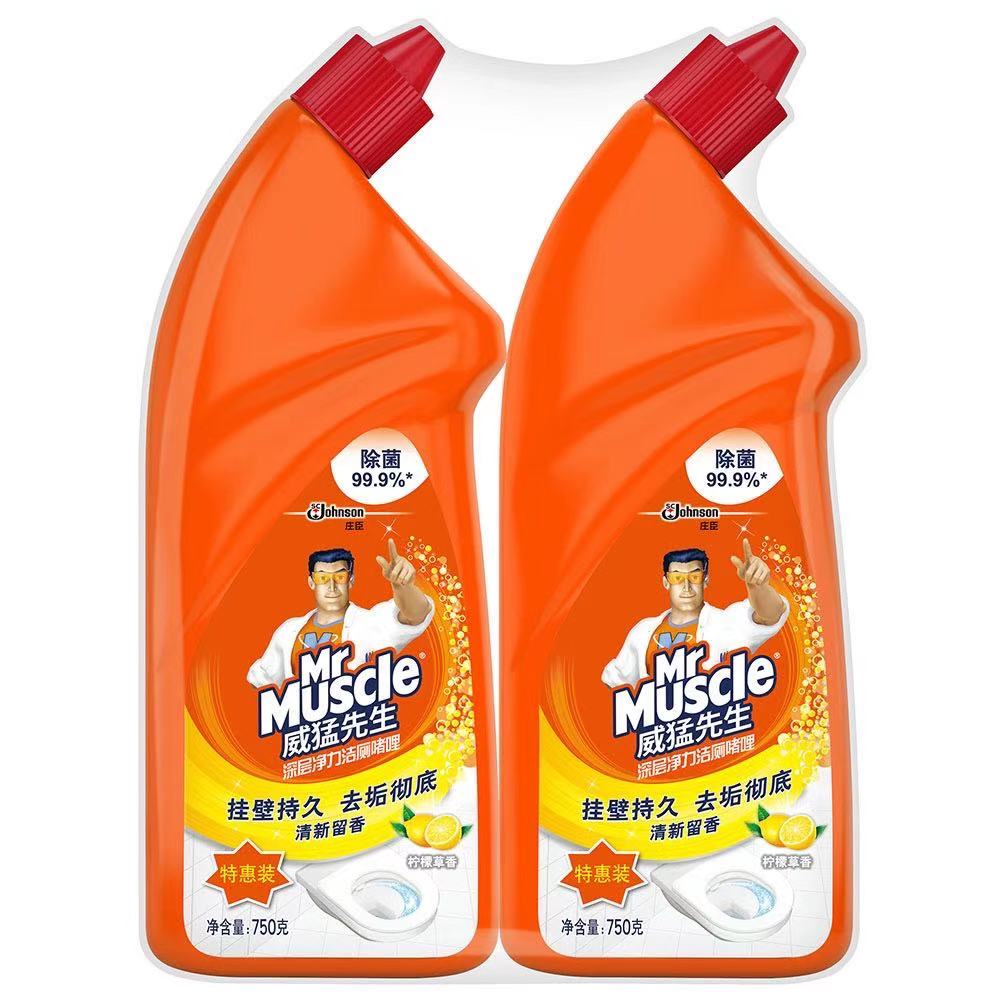 除菌
99.9%*
SC Johnson
庄臣
Mr
Muscle®
威猛先生
深层净力洁厕啫喱
挂壁持久 去垢彻底
清新留香
柠檬草香
特惠装
净含量:750克
除菌
99.9%*
SC Johnson
庄臣
Mr
Muscle®
威猛先生
深层净力洁厕啫喱
挂壁持久 去垢彻底
清新留香
柠檬草香
特惠装
净含量:750克